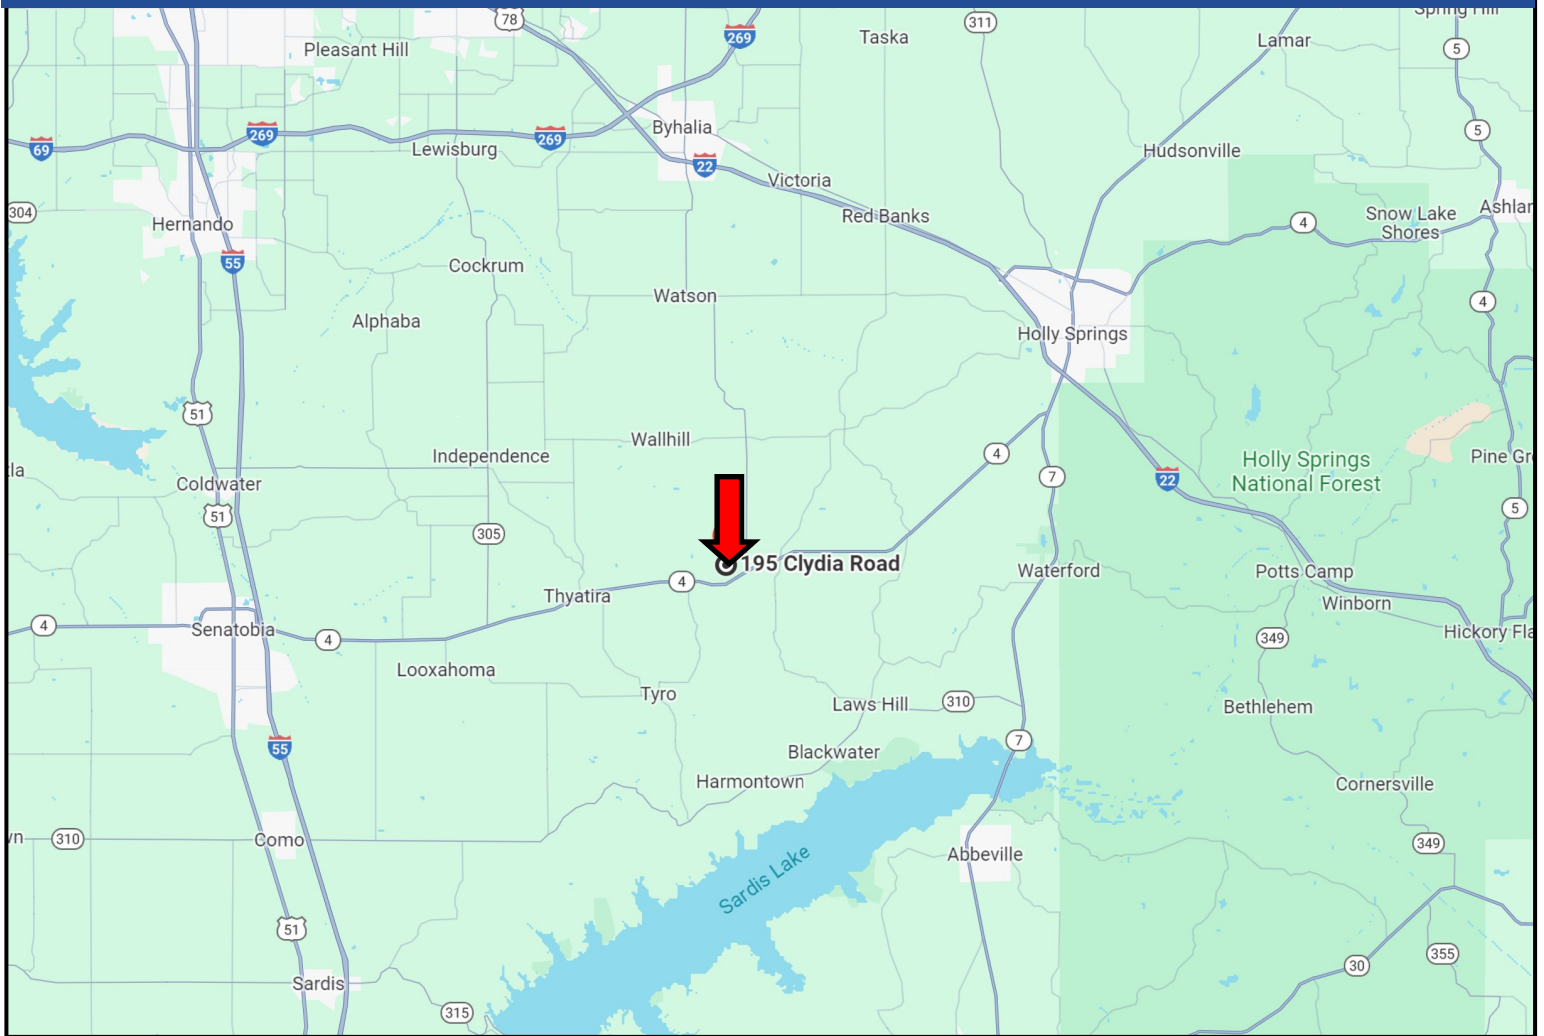 Spring Hill
78
269
Taska
311
Lamar
Pleasant Hill
5
69
269
Lewisburg
269
Byhalia
22
Victoria
Hudsonville
5
304
Hernando
55
Red Banks
4
Snow Lake
Shores
Ashlan
Cockrum
Watson
4
Alphaba
Holly Springs
51
Wallhill
Independence
4
7
22
Holly Springs
National Forest
Pine Gr
Coldwater
51
5
305
195 Clydia Road
Waterford
Potts Camp
4
Thyatira
Winborn
4
Senatobia
4
349
Hickory Fla
Looxahoma
Tyro
Laws Hill
310
Bethlehem
55
7
Blackwater
Harmontown
Cornersville
310
Como
Abbeville
349
Sardis Lake
51
30
355
Sardis
315